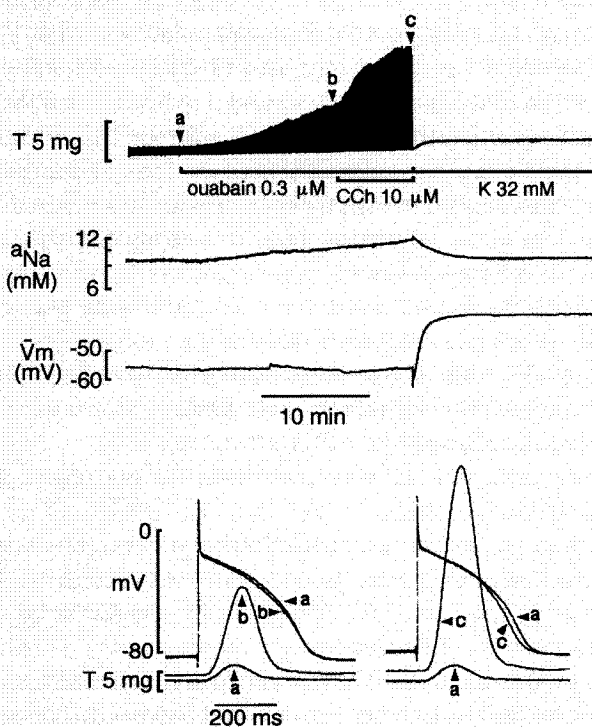 c
b
a
T 5 mg
ouabain 0.3 μM
CCh 10 μM
K 32 mM
a i Na
(mM)
12
6
V̄m
(mV)
-50
-60
10 min
0
mV
-80
T 5 mg
a
b
b
a
200 ms
a
c
c
a